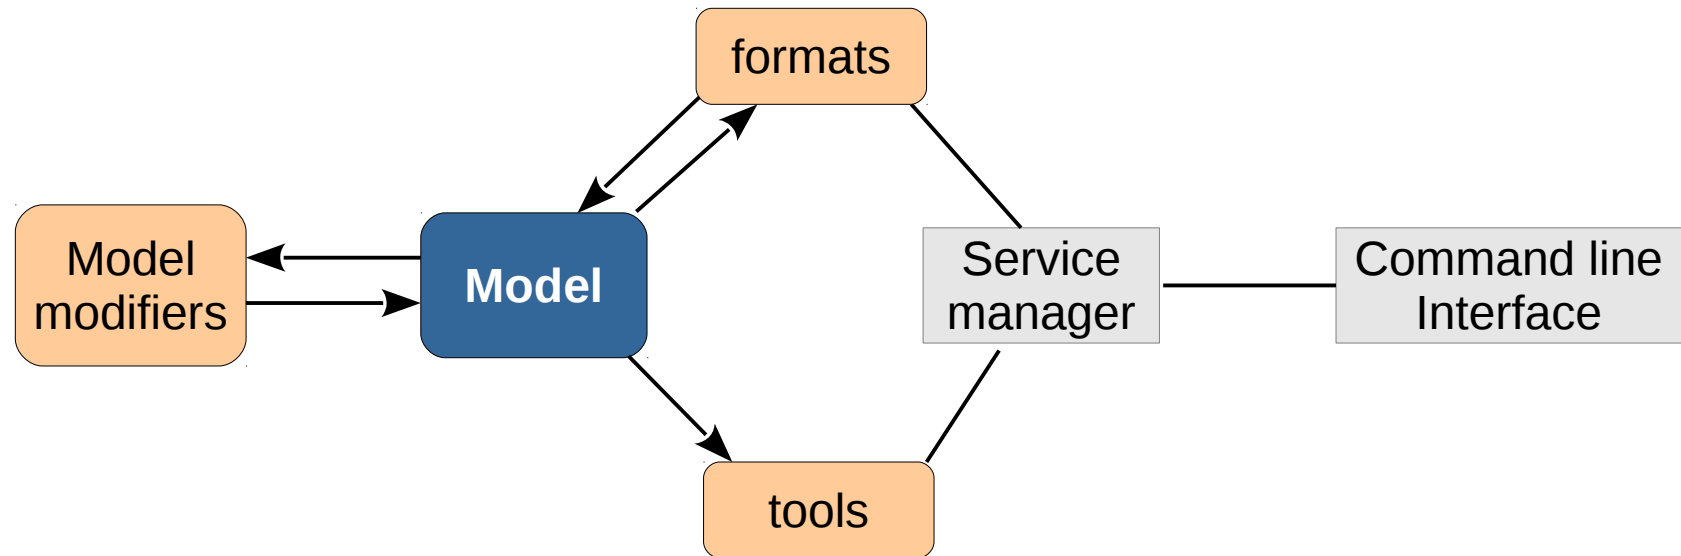 formats
Model
modifiers
Model
Service
manager
Command line
Interface
tools